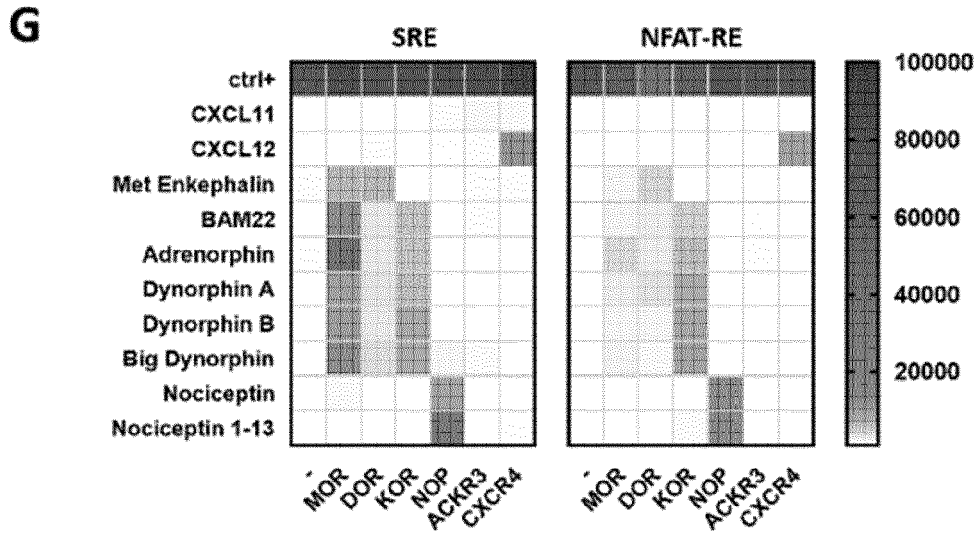 G
SRE
NFAT-RE
ctrl+
CXCL11
CXCL12
Met Enkephalin
BAM22
Adrenorphin
Dynorphin A
Dynorphin B
Big Dynorphin
Nociceptin
Nociceptin 1-13
100000
80000
60000
40000
20000
- MOR DOR KOR NOP ACKR3 CXCR4
- MOR DOR KOR NOP ACKR3 CXCR4